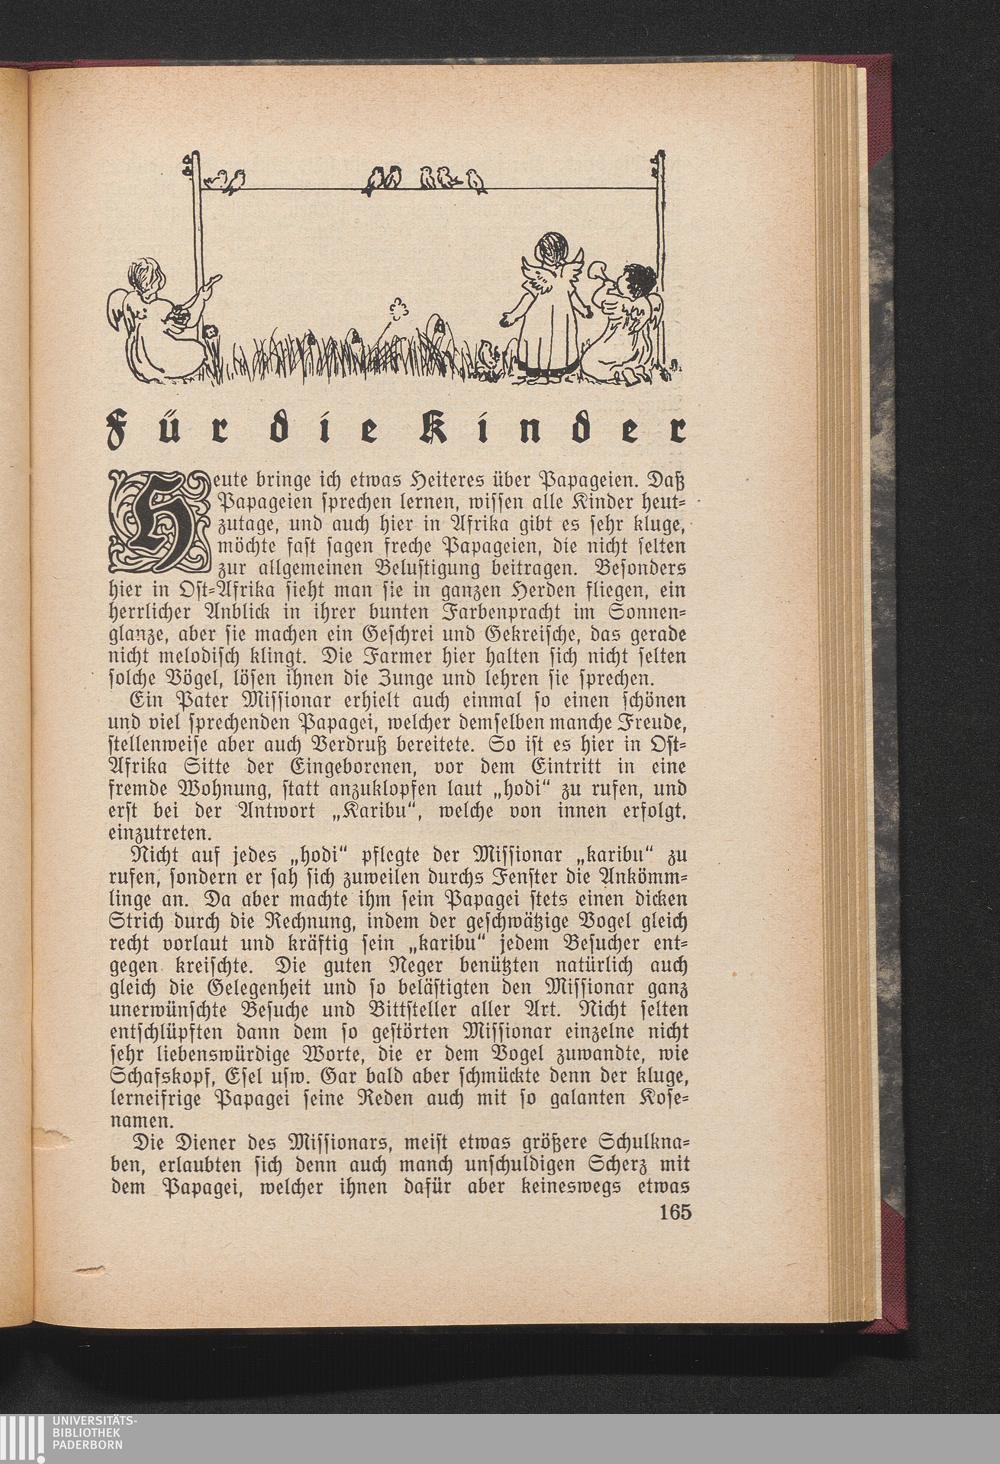 Für die Kinder
Heute bringe ich etwas Heiteres über Papageien. Daß
Papageien sprechen lernen, wissen alle Kinder heut-
zutage, und auch hier in Afrika gibt es sehr kluge,
möchte fast sagen freche Papageien, die nicht selten
zur allgemeinen Belustigung beitragen. Besonders
hier in Ost-Afrika sieht man sie in ganzen Herden fliegen, ein
herrlicher Anblick in ihrer bunten Farbenpracht im Sonnen-
glanze, aber sie machen ein Geschrei und Gekreische, das gerade
nicht melodisch klingt. Die Farmer hier halten sich nicht selten
solche Vögel, lösen ihnen die Zunge und lehren sie sprechen.
Ein Pater Missionar erhielt auch einmal so einen schönen
und viel sprechenden Papagei, welcher demselben manche Freude,
stellenweise aber auch Verdruß bereitete. So ist es hier in Ost-
Afrika Sitte der Eingeborenen, vor dem Eintritt in eine
fremde Wohnung, statt anzuklopfen laut „hodi“ zu rufen, und
erst bei der Antwort „Karibu“, welche von innen erfolgt,
einzutreten.
Nicht auf jedes „hodi“ pflegte der Missionar „karibu“ zu
rufen, sondern er sah sich zuweilen durchs Fenster die Ankömm-
linge an. Da aber machte ihm sein Papagei stets einen dicken
Strich durch die Rechnung, indem der geschwätzige Vogel gleich
recht vorlaut und kräftig sein „karibu“ jedem Besucher ent-
gegen kreischte. Die guten Neger benützten natürlich auch
gleich die Gelegenheit und so belästigten den Missionar ganz
unerwünschte Besuche und Bittsteller aller Art. Nicht selten
entschlüpften dann dem so gestörten Missionar einzelne nicht
sehr liebenswürdige Worte, die er dem Vogel zuwandte, wie
Schafskopf, Esel usw. Gar bald aber schmückte denn der kluge,
lerneifrige Papagei seine Reden auch mit so galanten Kose-
namen.
Die Diener des Missionars, meist etwas größere Schulkna-
ben, erlaubten sich denn auch manch unschuldigen Scherz mit
dem Papagei, welcher ihnen dafür aber keineswegs etwas
165
UNIVERSITÄTS-
BIBLIOTHEK
PADERBORN